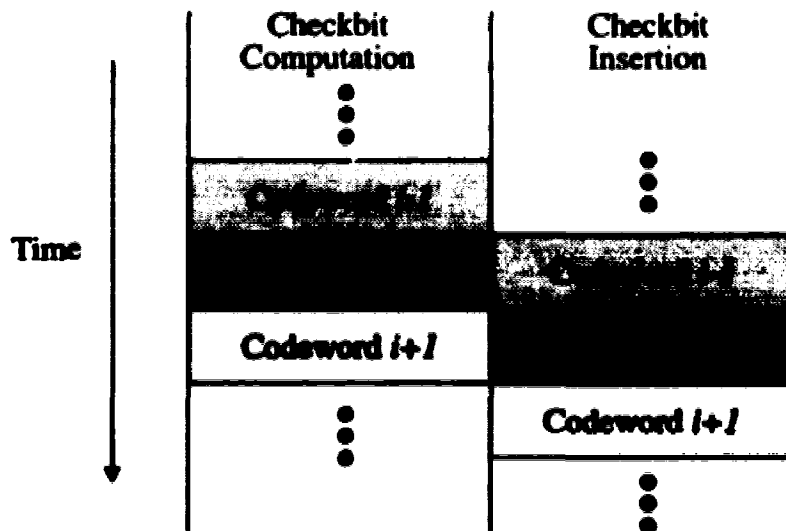 Checkbit
Computation
Checkbit
Insertion
Time
Codeword i+1
Codeword i+1